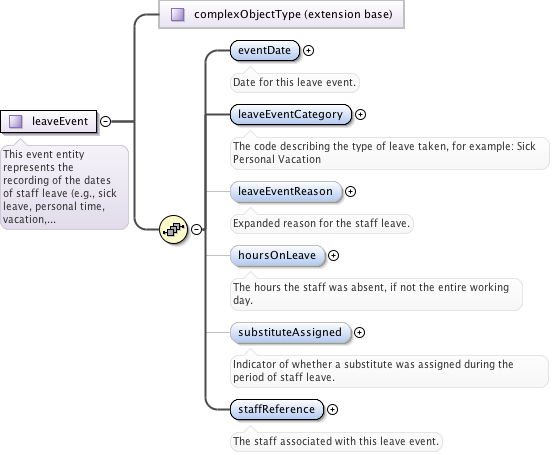 complexObjectType (extension base)
eventDate
Date for this leave event.
leaveEvent
leaveEventCategory
This event entity
represents the
recording of the dates
of staff leave (e.g., sick
leave, personal time,
vacation,...
The code describing the type of leave taken, for example: Sick
Personal Vacation
leaveEventReason
Expanded reason for the staff leave.
hoursOnLeave
The hours the staff was absent, if not the entire working
day.
substituteAssigned
Indicator of whether a substitute was assigned during the
period of staff leave.
staffReference
The staff associated with this leave event.